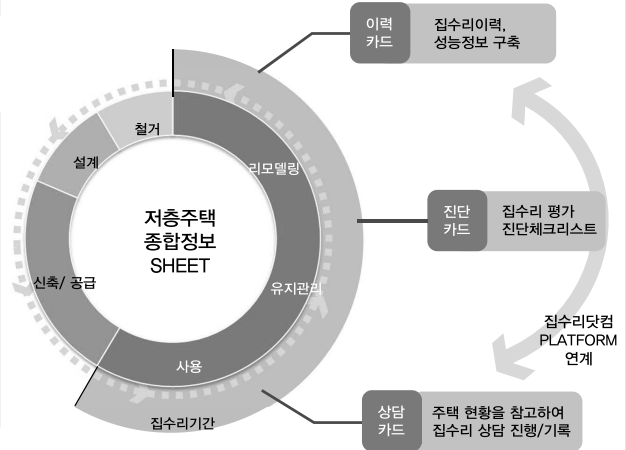 이력
카드
집수리이력,
성능정보 구축
철거
설계
리모델링
저층주택
종합정보
SHEET
진단
카드
집수리 평가
진단체크리스트
신축/ 공급
유지관리
집수리닷컴
PLATFORM
연계
사용
집수리기간
상담
카드
주택 현황을 참고하여
집수리 상담 진행/기록